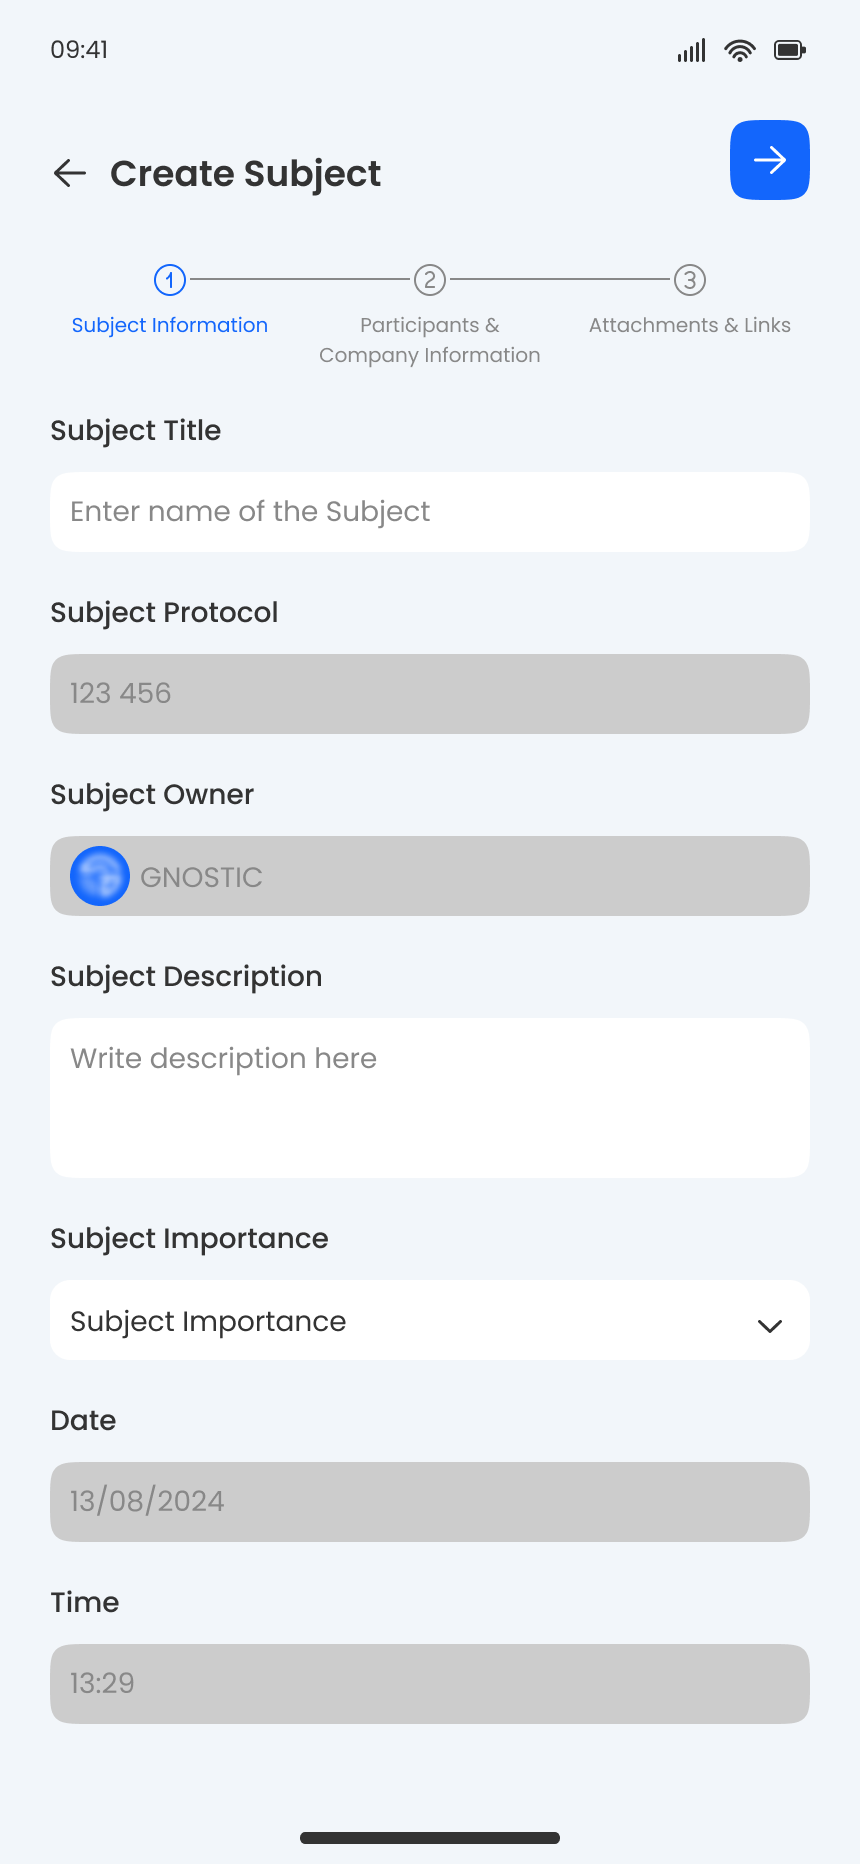 09:41
Create Subject
1
2
3
Subject Information
Participants &
Company Information
Attachments & Links
Subject Title
Enter name of the Subject
Subject Protocol
123 456
Subject Owner
GNOSTIC
Subject Description
Write description here
Subject Importance
Subject Importance
Date
13/08/2024
Time
13:29